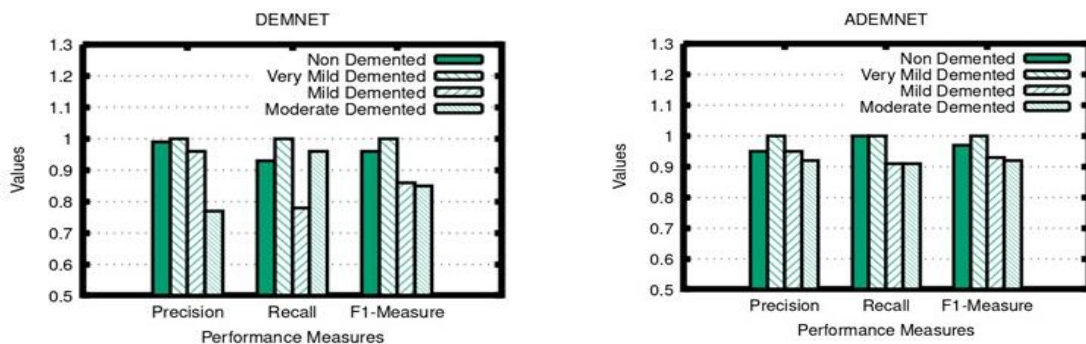 DEMNET
1.3
1.2
1.1
1
0.9
0.8
0.7
0.6
0.5
Values
Non Demented
Very Mild Demented
Mild Demented
Moderate Demented
Precision Recall F1-Measure
Performance Measures
ADEMNET
1.3
1.2
1.1
1
0.9
0.8
0.7
0.6
0.5
Values
Non Demented
Very Mild Demented
Mild Demented
Moderate Demented
Precision Recall F1-Measure
Performance Measures